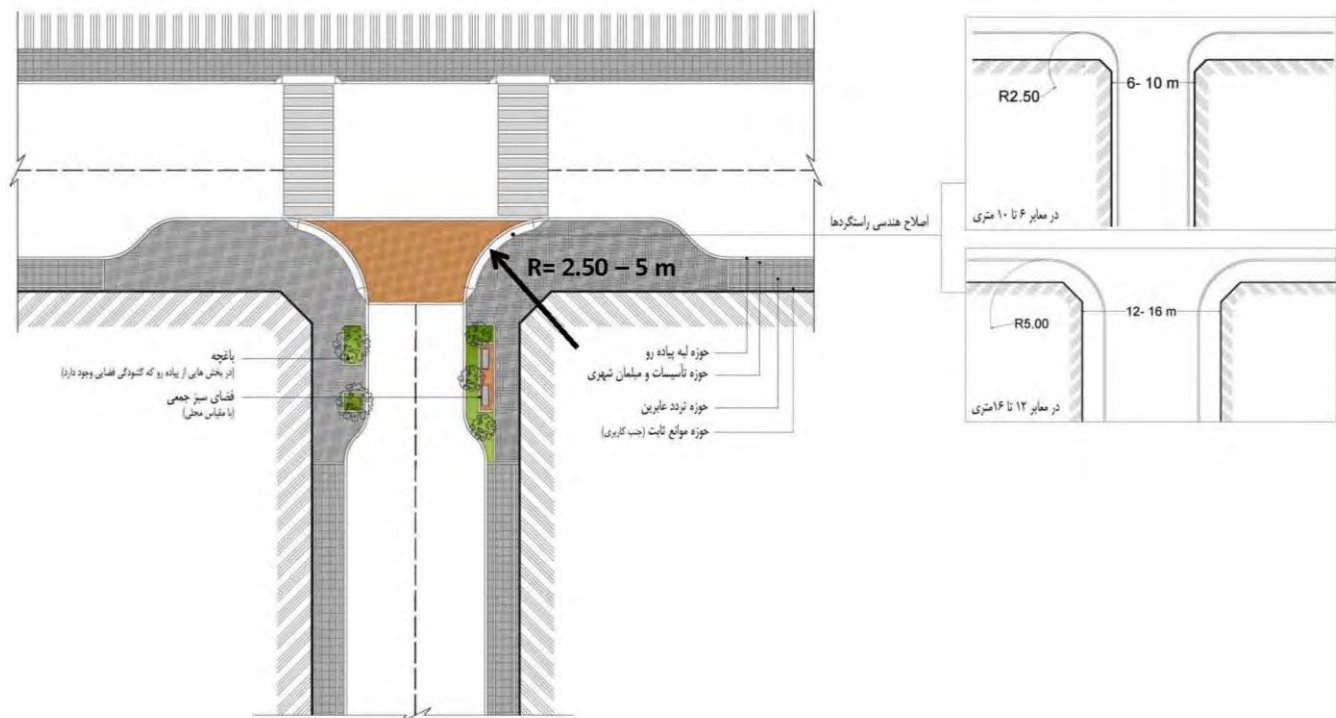 R2.50
6- 10 m
در معابر ۶ تا ۱۰ متری
اصلاح هندسی راستگردها
R= 2.50 – 5 m
12- 16 m
R5.00
در معابر ۱۲ تا ۱۶متری
حوزه لبه پیاده رو
حوزه تأسیسات و مبلمان شهری
حوزه تردد عابرین
حوزه موانع ثابت (جنب کاربری)
باغچه
(در بخش هایی از پیاده رو که گشودگی فضایی وجود دارد)
فضای سبز جمعی
(با مقیاس محلی)